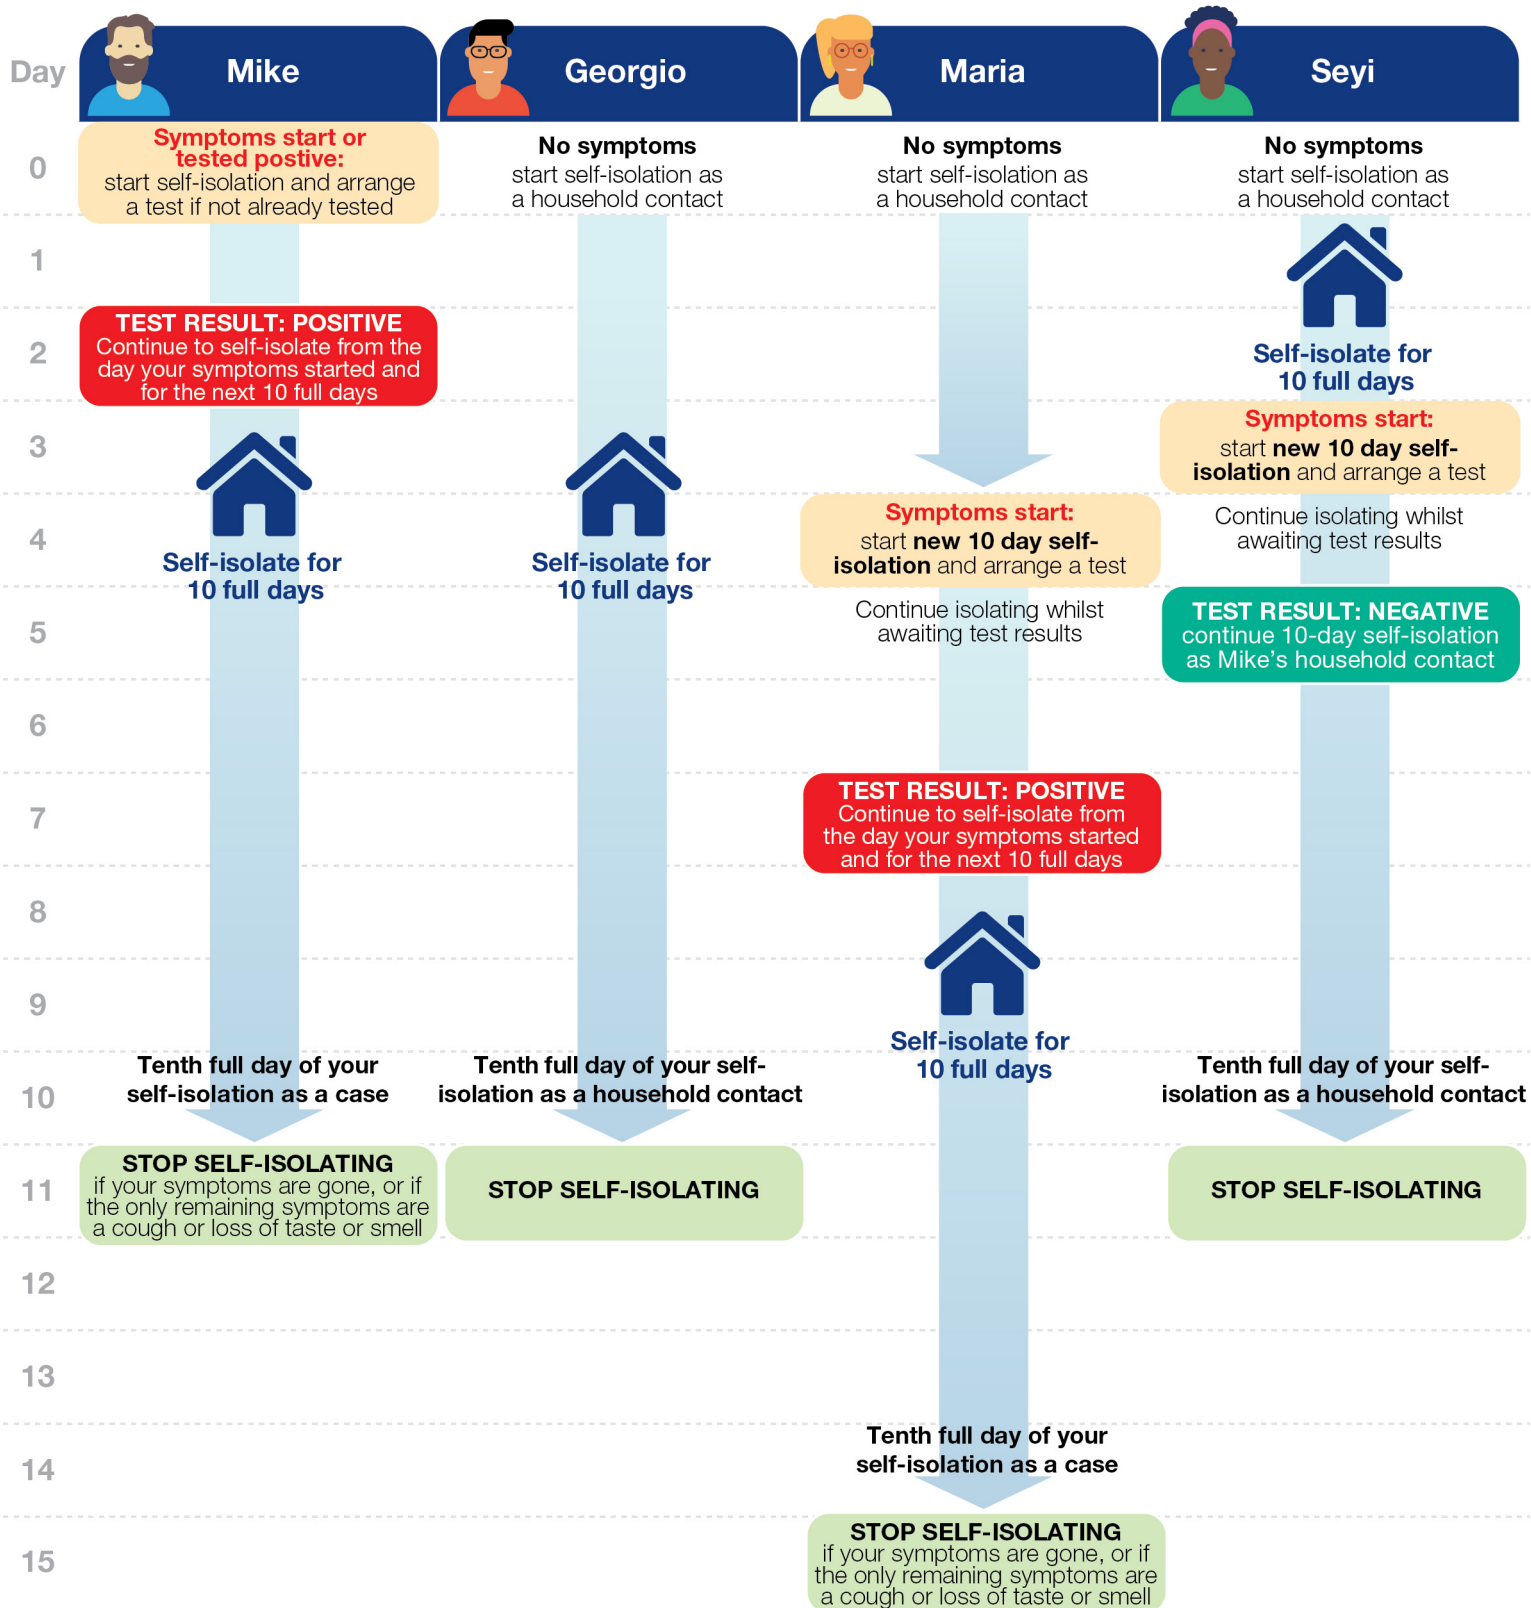 Day
Mike
Georgio
Maria
Seyi
0
Symptoms start or
tested postive:
start self-isolation and arrange
a test if not already tested
No symptoms
start self-isolation as
a household contact
No symptoms
start self-isolation as
a household contact
No symptoms
start self-isolation as
a household contact
1
2
TEST RESULT: POSITIVE
Continue to self-isolate from the
day your symptoms started and
for the next 10 full days
Self-isolate for
10 full days
3
Symptoms start:
start new 10 day self-
isolation and arrange a test
4
Self-isolate for
10 full days
Self-isolate for
10 full days
Symptoms start:
start new 10 day self-
isolation and arrange a test
Continue isolating whilst
awaiting test results
5
Continue isolating whilst
awaiting test results
TEST RESULT: NEGATIVE
continue 10-day self-isolation
as Mike's household contact
6
7
TEST RESULT: POSITIVE
Continue to self-isolate from
the day your symptoms started
and for the next 10 full days
8
9
10
Tenth full day of your
self-isolation as a case
Tenth full day of your self-
isolation as a household contact
Self-isolate for
10 full days
Tenth full day of your self-
isolation as a household contact
11
STOP SELF-ISOLATING
if your symptoms are gone, or if
the only remaining symptoms are
a cough or loss of taste or smell
STOP SELF-ISOLATING
STOP SELF-ISOLATING
12
13
14
Tenth full day of your
self-isolation as a case
15
STOP SELF-ISOLATING
if your symptoms are gone, or if
the only remaining symptoms are
a cough or loss of taste or smell